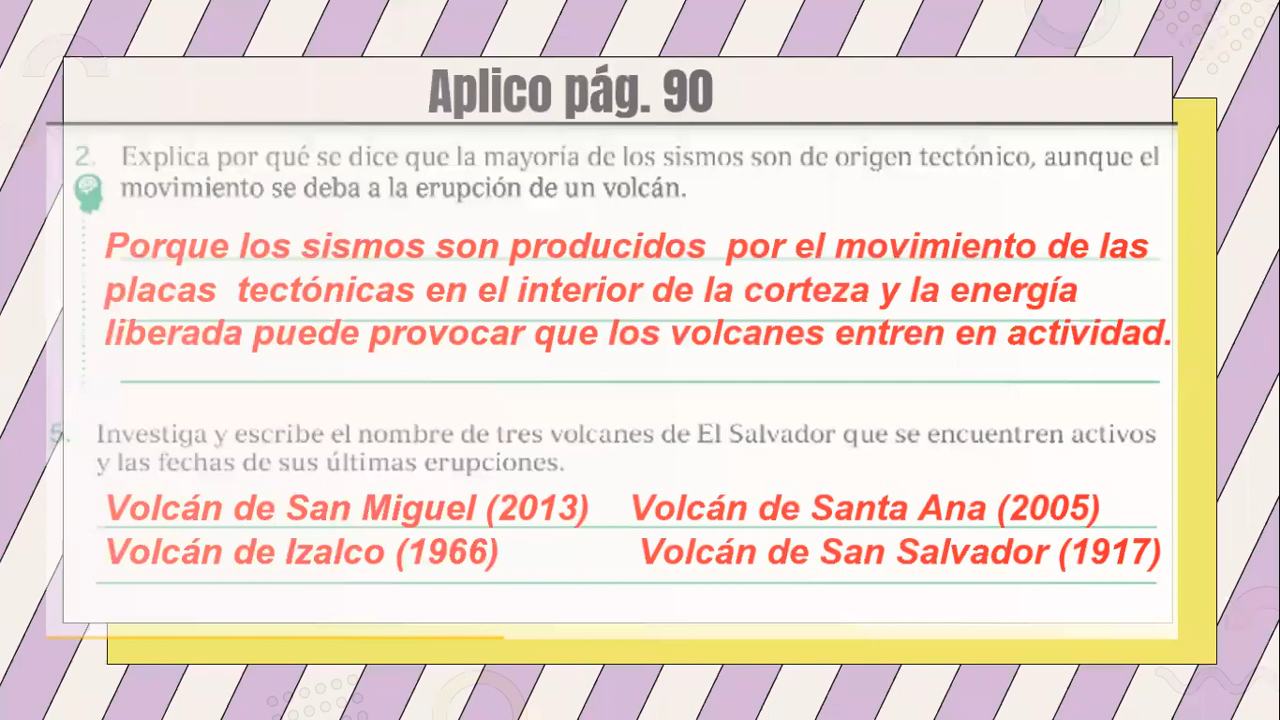 Aplico pág. 90
2. Explica por qué se dice que la mayoría de los sismos son de origen tectónico, aunque el
movimiento se deba a la erupción de un volcán.
Porque los sismos son producidos por el movimiento de las
placas tectónicas en el interior de la corteza y la energía
liberada puede provocar que los volcanes entren en actividad.
5. Investiga y escribe el nombre de tres volcanes de El Salvador que se encuentren activos
y las fechas de sus últimas erupciones.
Volcán de San Miguel (2013) Volcán de Santa Ana (2005)
Volcán de Izalco (1966) Volcán de San Salvador (1917)